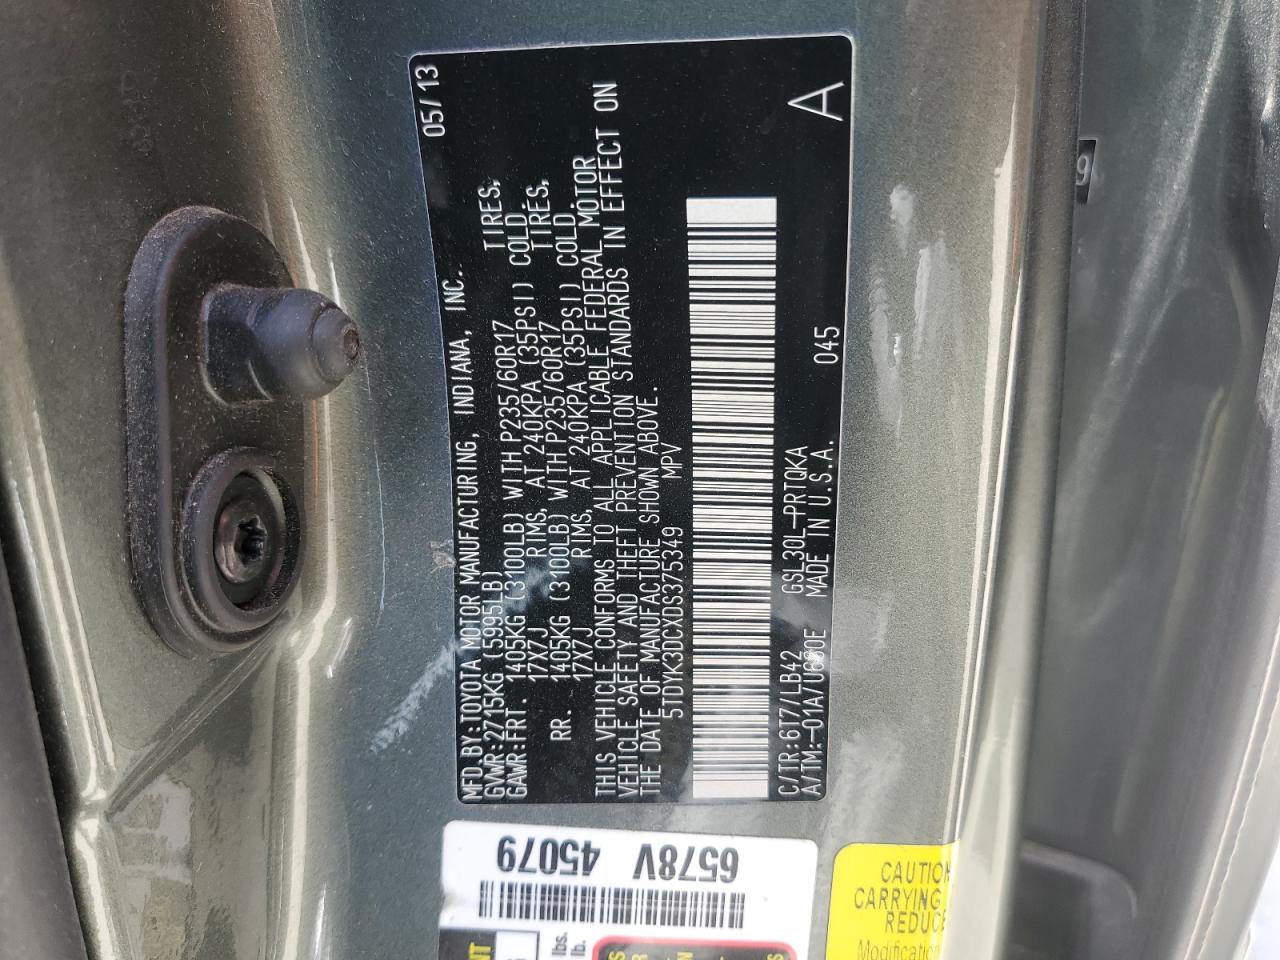 MFD.BY:TOYOTA MOTOR MANUFACTURING, INDIANA, INC. 05/13
GVWR:2715KG (5995LB)
GAWR:FRT. 1405KG (3100LB) WITH P235/60R17 TIRES,
17X7J RIMS, AT 240KPA (35PSI) COLD.
RR. 1405KG (3100LB) WITH P235/60R17 TIRES,
17X7J RIMS, AT 240KPA (35PSI) COLD.
THIS VEHICLE CONFORMS TO ALL APPLICABLE FEDERAL MOTOR
VEHICLE SAFETY AND THEFT PREVENTION STANDARDS IN EFFECT ON
THE DATE OF MANUFACTURE SHOWN ABOVE.
5TDYK3DCXDS375349 MPV
C/TR:6T7/LB42 GSL30L-PRTQKA
A/TM:-01A/U660E MADE IN U.S.A. 045
A
45079
6578V
CAUTION
CARRYING
REDUCE
Modification
lbs.
lb.
9